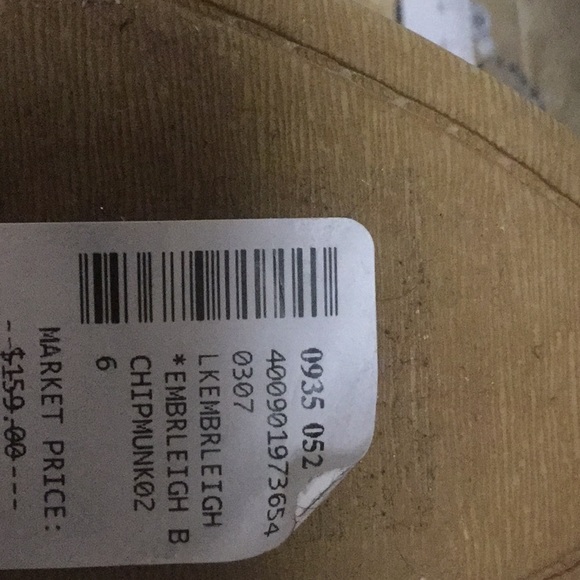 0935 052
400901973654
0307
LKEMBRLEIGH
*EMBRLEIGH B
CHIPMUNK02
6
MARKET PRICE:
--$159.00---